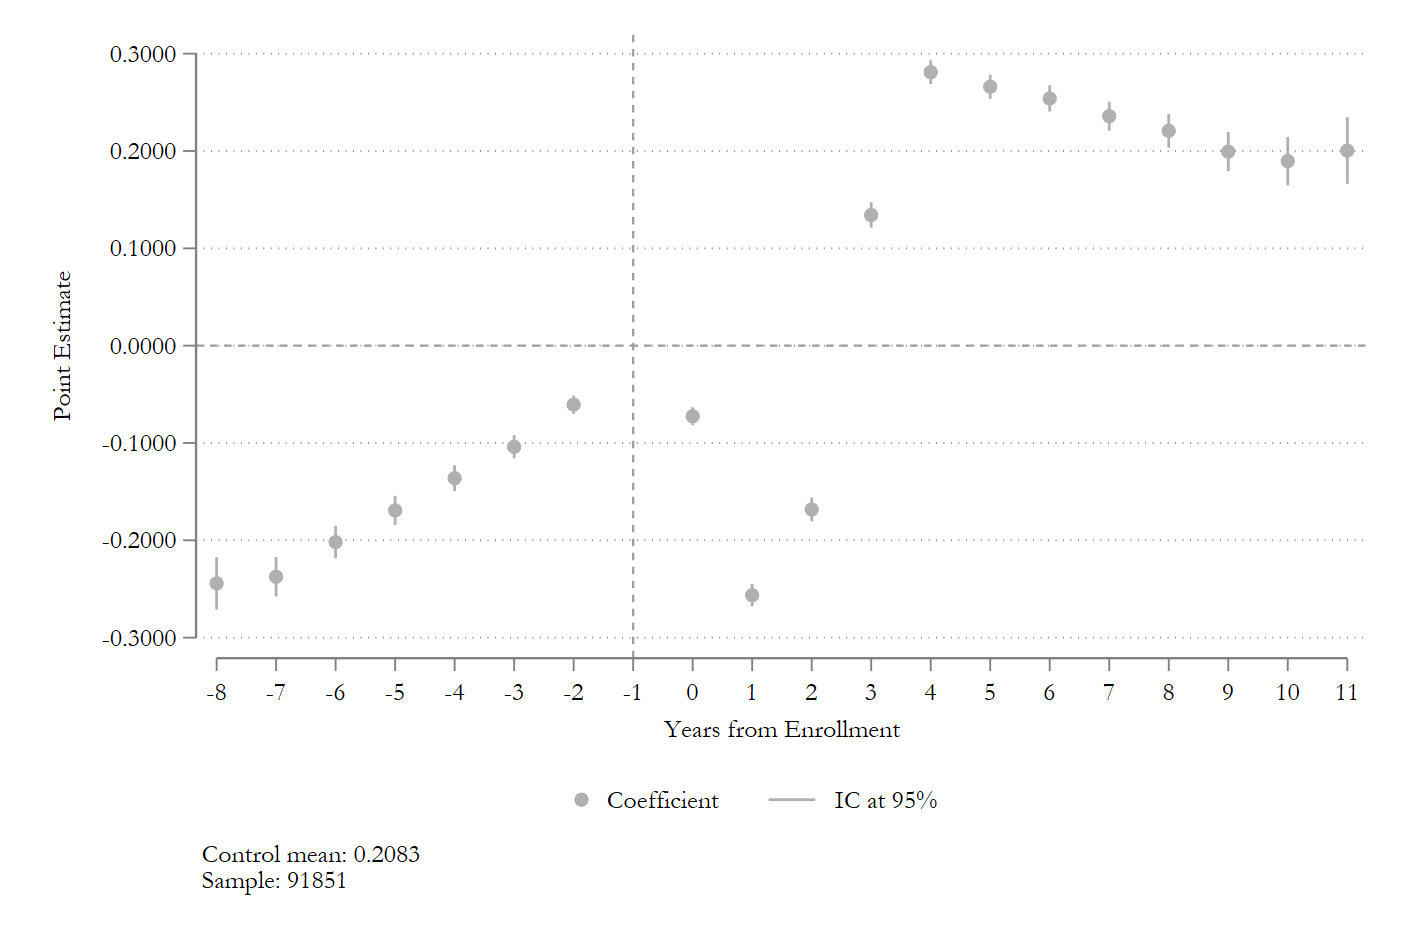 0.3000
0.2000
0.1000
0.0000
-0.1000
-0.2000
-0.3000
Point Estimate
-8 -7 -6 -5 -4 -3 -2 -1 0 1 2 3 4 5 6 7 8 9 10 11
Years from Enrollment
Coefficient IC at 95%
Control mean: 0.2083
Sample: 91851